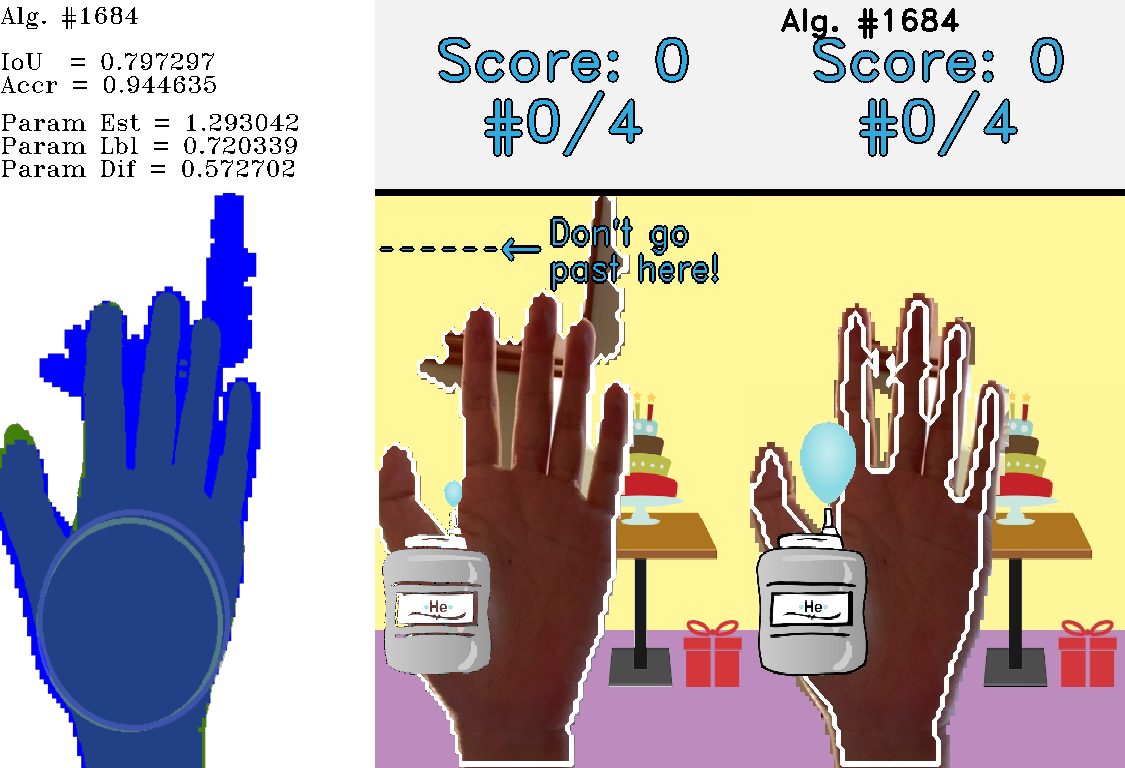 Alg. #1684
IoU = 0.797297
Accr = 0.944635
Param Est = 1.293042
Param Lbl = 0.720339
Param Dif = 0.572702
Score: 0
#0/4
Don't go
past here!
He
Alg. #1684
Score: 0
#0/4
He